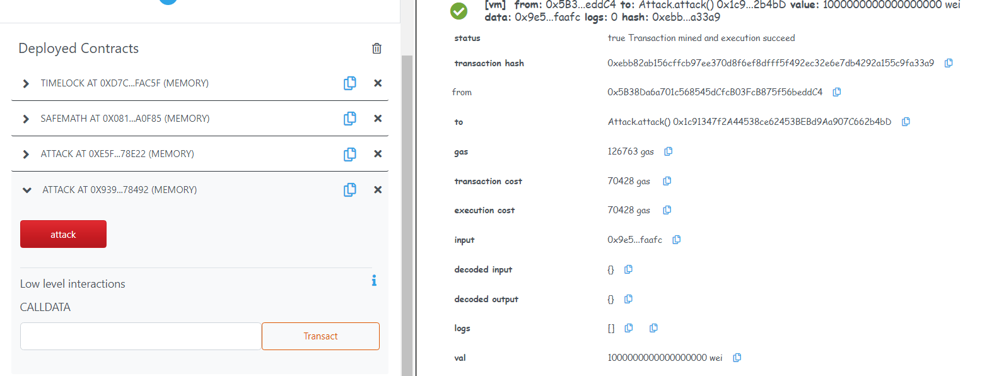 Deployed Contracts
TIMELOCK AT 0XD7C...FAC5F (MEMORY)
SAFEMATH AT 0X081...A0F85 (MEMORY)
ATTACK AT 0XE5F...78E22 (MEMORY)
ATTACK AT 0X939...78492 (MEMORY)
attack
Low level interactions
CALLDATA
Transact
[vm] from: 0x5B3...eddC4 to: Attack.attack() 0x1c9...2b4bD value: 1000000000000000000 wei
data: 0x9e5...faafc logs: 0 hash: 0xebb...a33a9
status true Transaction mined and execution succeed
transaction hash 0xebb82ab156cffcb97ee370d8f6ef8dfff5f492ec32e6e7db4292a155c9fa33a9
from 0x5B38Da6a701c568545dCfcB03FcB875f56beddC4
to Attack.attack() 0x1c91347f2A44538ce62453BEBd9Aa907C662b4bD
gas 126763 gas
transaction cost 70428 gas
execution cost 70428 gas
input 0x9e5...faafc
decoded input {}
decoded output {}
logs []
val 1000000000000000000 wei